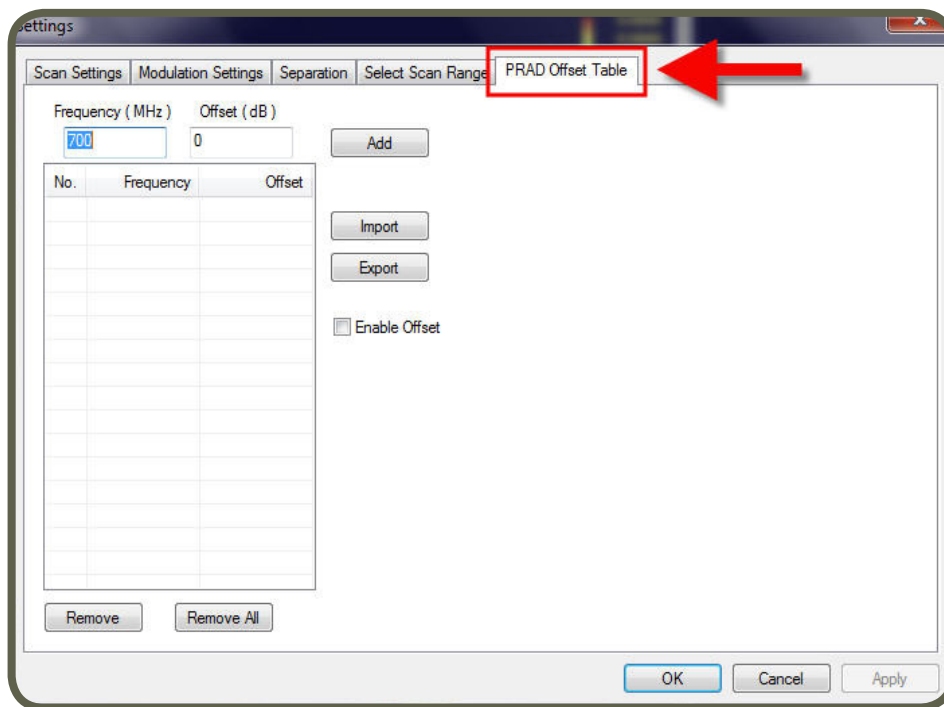 ettings
Scan Settings Modulation Settings Separation Select Scan Range PRAD Offset Table
Frequency ( MHz ) Offset ( dB )
700 0 Add
No. Frequency Offset
Import
Export
Enable Offset
Remove Remove All
OK Cancel Apply